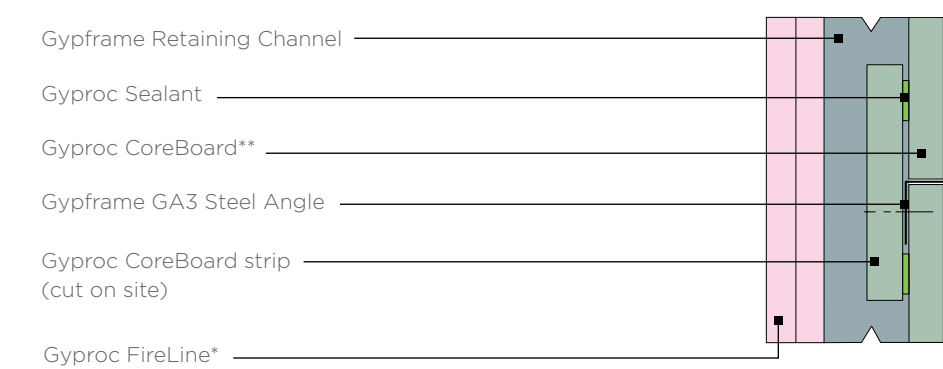 Gypframe Retaining Channel
Gyproc Sealant
Gyproc CoreBoard**
Gypframe GA3 Steel Angle
Gyproc CoreBoard strip
(cut on site)
Gyproc FireLine*